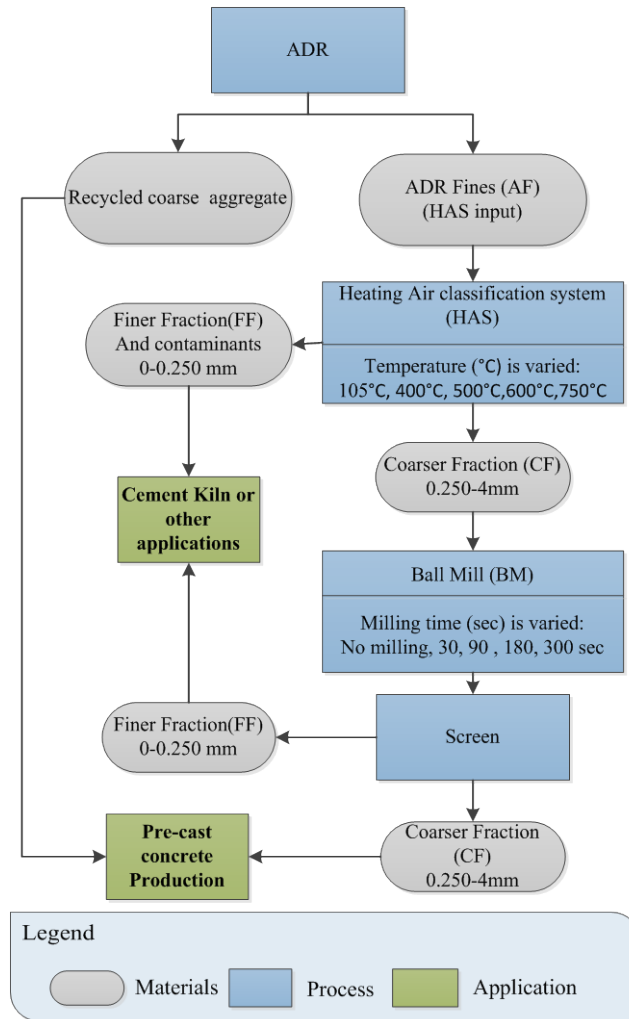 ADR
Recycled coarse aggregate
ADR Fines (AF)
(HAS input)
Heating Air classification system
(HAS)
Temperature (°C) is varied:
105°C, 400°C, 500°C,600°C,750°C
Finer Fraction(FF)
And contaminants
0-0.250 mm
Coarser Fraction (CF)
0.250-4mm
Cement Kiln or
other
applications
Ball Mill (BM)
Milling time (sec) is varied:
No milling, 30, 90 , 180, 300 sec
Finer Fraction(FF)
0-0.250 mm
Screen
Pre-cast
concrete
Production
Coarser Fraction
(CF)
0.250-4mm
Legend
Materials
Process
Application